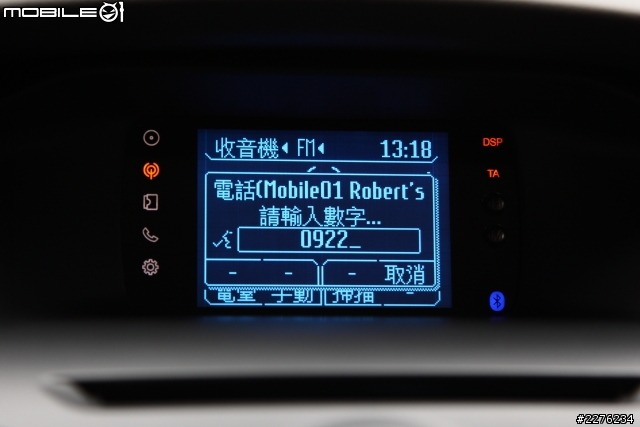 MOBILE01
收音機 FM 13:18
DSP
電話(Mobile01 Robert's
TA
請輸入數字...
0922_
- - - 取消
電台 手動 掃描 -
#2276234